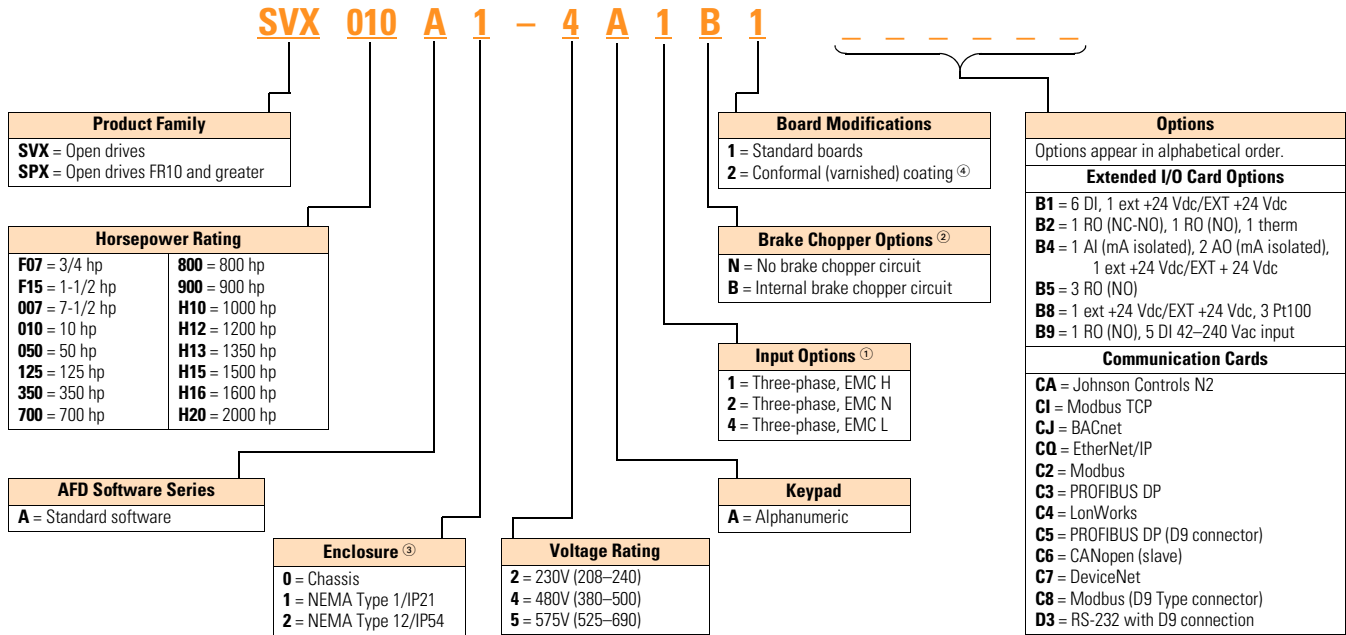 SVX 010 A 1 – 4 A 1 B 1 _ _ _ _ _ _
Product Family
SVX = Open drives
SPX = Open drives FR10 and greater
Horsepower Rating
F07 = 3/4 hp
F15 = 1-1/2 hp
007 = 7-1/2 hp
010 = 10 hp
050 = 50 hp
125 = 125 hp
350 = 350 hp
700 = 700 hp
800 = 800 hp
900 = 900 hp
H10 = 1000 hp
H12 = 1200 hp
H13 = 1350 hp
H15 = 1500 hp
H16 = 1600 hp
H20 = 2000 hp
AFD Software Series
A = Standard software
Enclosure ③
0 = Chassis
1 = NEMA Type 1/IP21
2 = NEMA Type 12/IP54
Voltage Rating
2 = 230V (208–240)
4 = 480V (380–500)
5 = 575V (525–690)
Keypad
A = Alphanumeric
Input Options ①
1 = Three-phase, EMC H
2 = Three-phase, EMC N
4 = Three-phase, EMC L
Brake Chopper Options ②
N = No brake chopper circuit
B = Internal brake chopper circuit
Board Modifications
1 = Standard boards
2 = Conformal (varnished) coating ④
Options
Options appear in alphabetical order.
Extended I/O Card Options
B1 = 6 DI, 1 ext +24 Vdc/EXT +24 Vdc
B2 = 1 RO (NC-NO), 1 RO (NO), 1 therm
B4 = 1 AI (mA isolated), 2 AO (mA isolated),
1 ext +24 Vdc/EXT + 24 Vdc
B5 = 3 RO (NO)
B8 = 1 ext +24 Vdc/EXT +24 Vdc, 3 Pt100
B9 = 1 RO (NO), 5 DI 42–240 Vac input
Communication Cards
CA = Johnson Controls N2
CI = Modbus TCP
CJ = BACnet
CQ = EtherNet/IP
C2 = Modbus
C3 = PROFIBUS DP
C4 = LonWorks
C5 = PROFIBUS DP (D9 connector)
C6 = CANopen (slave)
C7 = DeviceNet
C8 = Modbus (D9 Type connector)
D3 = RS-232 with D9 connection